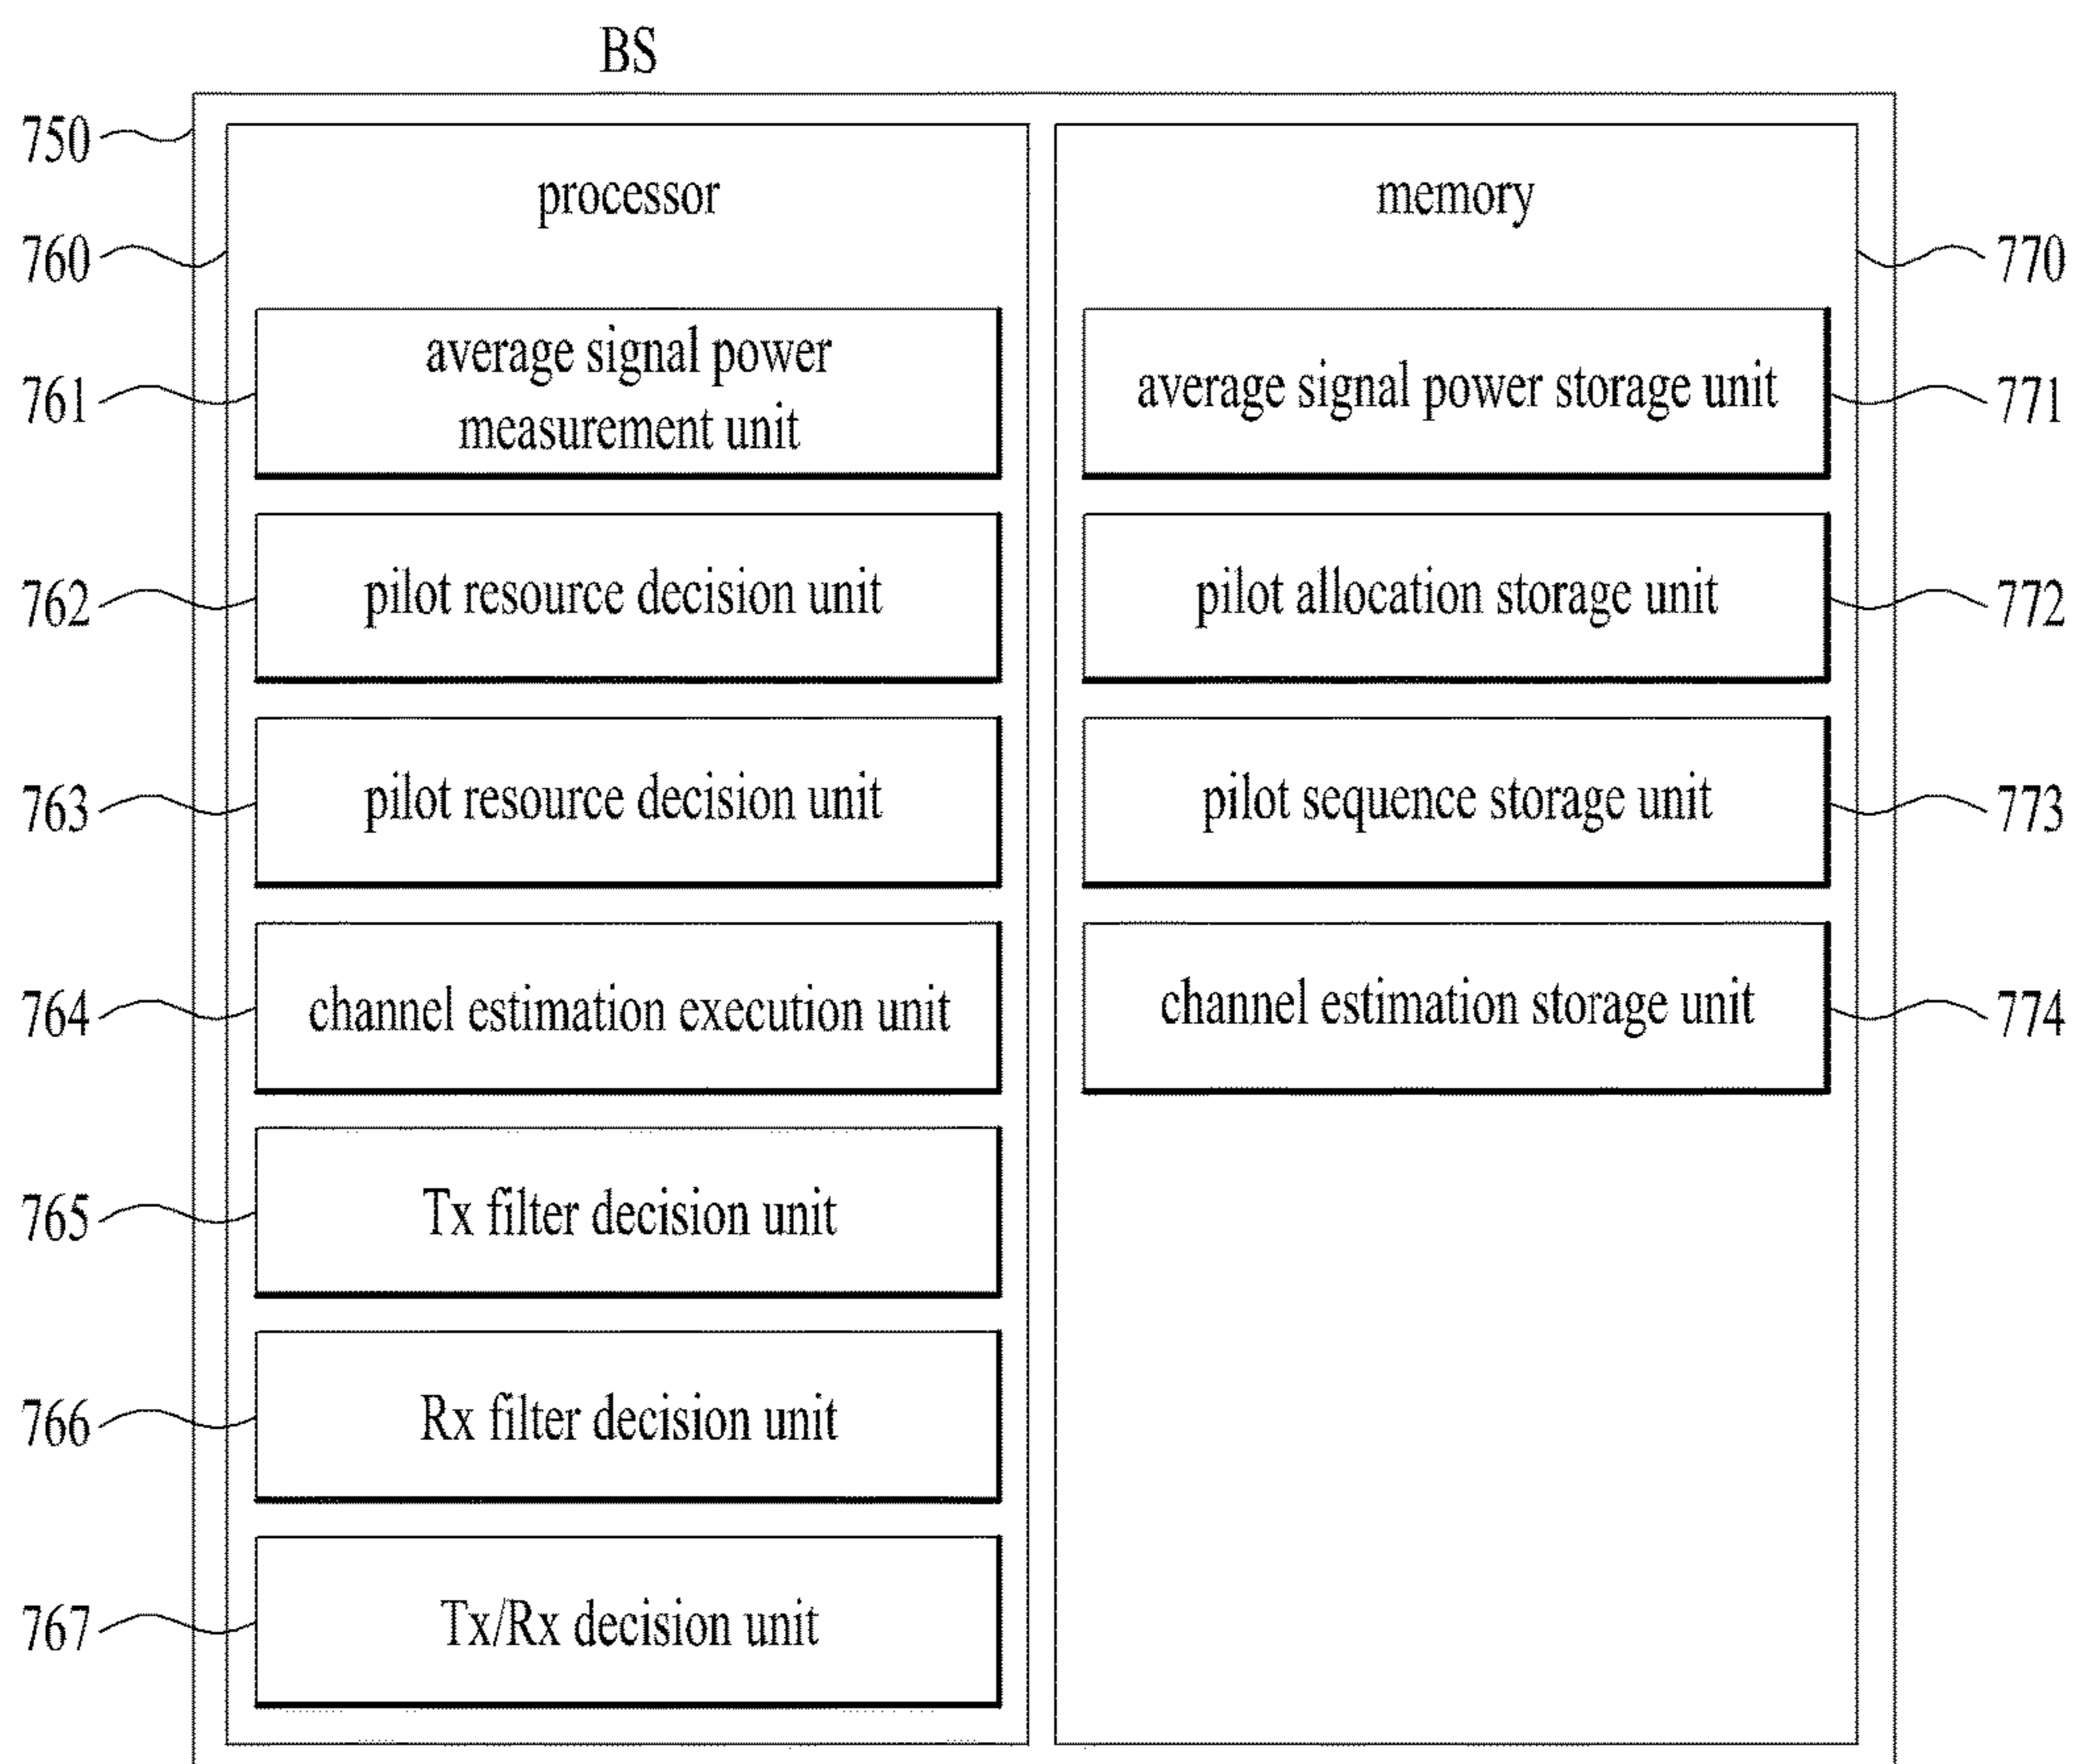 BS
750
processor
memory
760
770
average signal power
measurement unit
761
average signal power storage unit
771
762
pilot resource decision unit
pilot allocation storage unit
772
763
pilot resource decision unit
pilot sequence storage unit
773
764
channel estimation execution unit
channel estimation storage unit
774
765
Tx filter decision unit
766
Rx filter decision unit
767
Tx/Rx decision unit